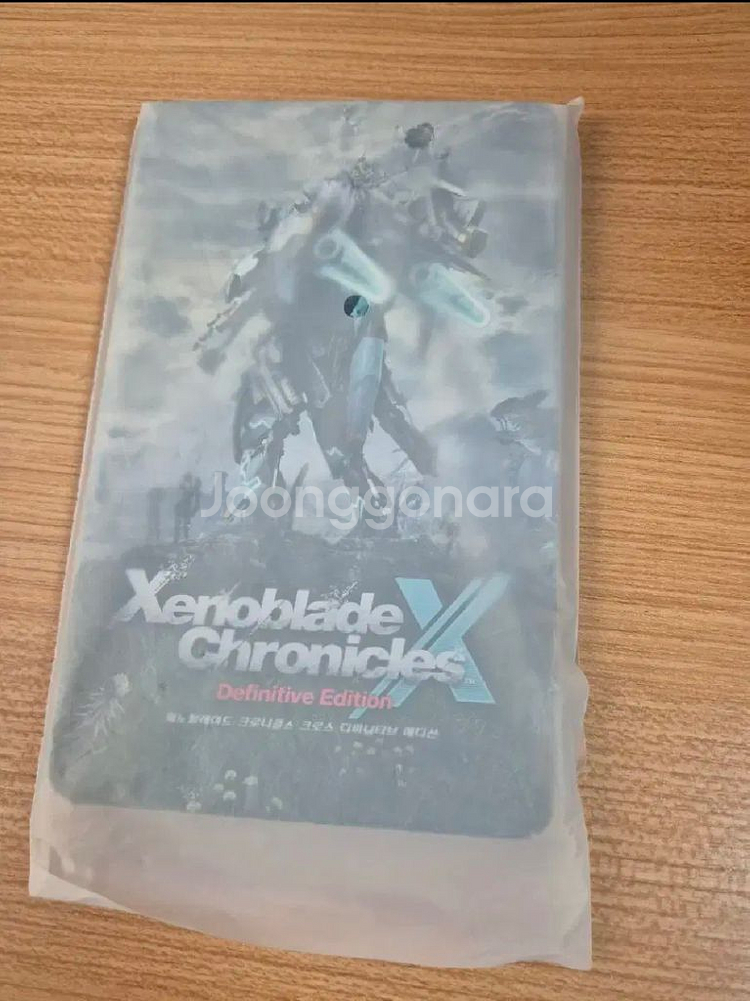 Joonggonara
Xenoblade
Chronicles X
TM
Definitive Edition
제노블레이드 크로니클스 크로스 디피니티브 에디션